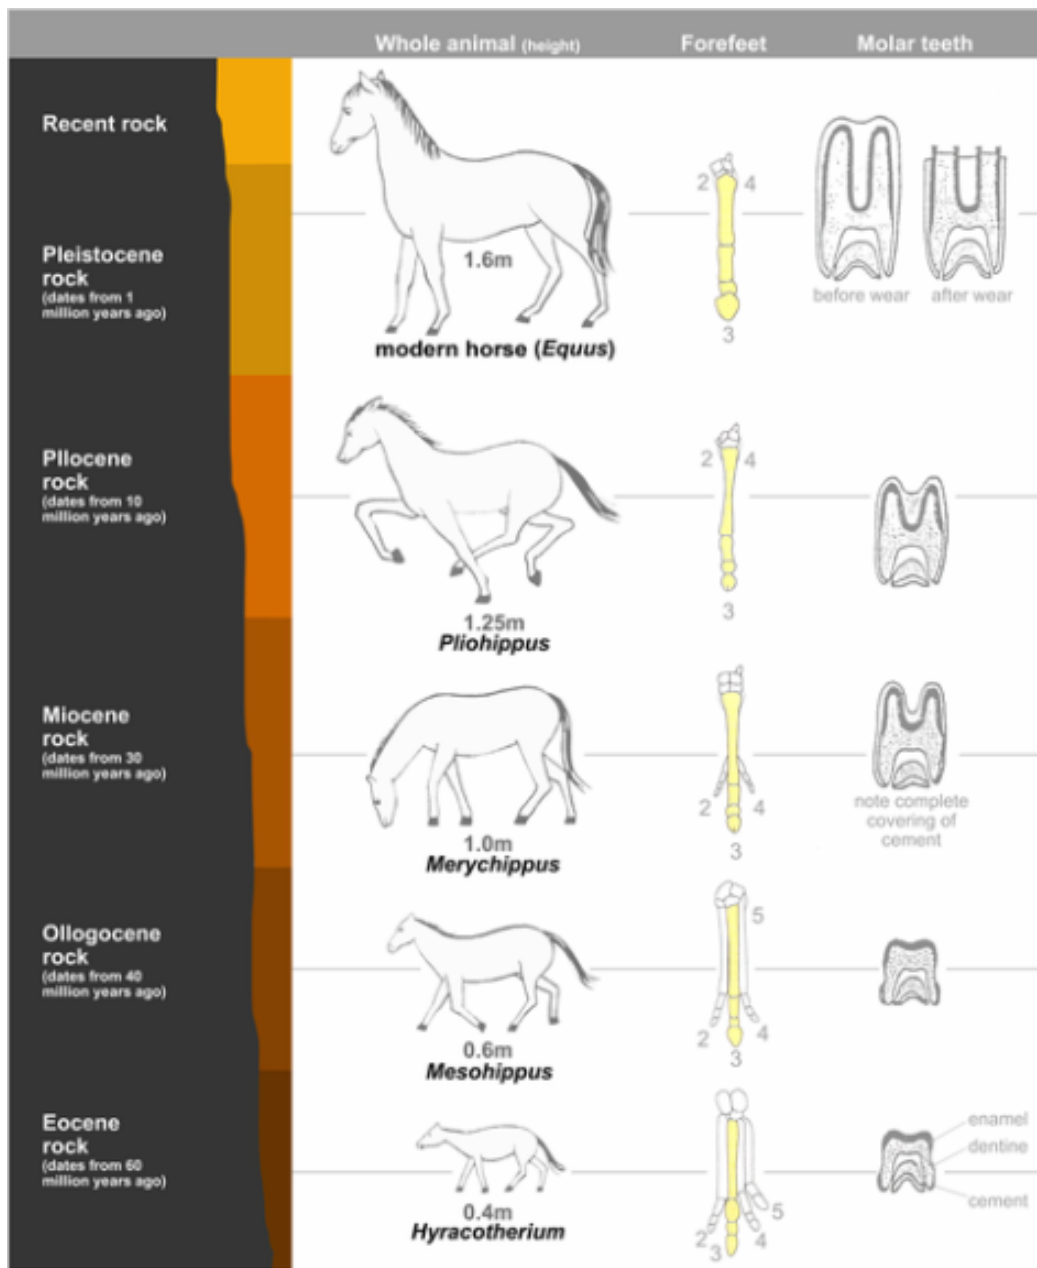 Whole animal (height) Forefeet Molar teeth
Recent rock
2 4
Pleistocene
rock
(dates from 1
million years ago)
1.6m
before wear after wear
3
modern horse (Equus)
PlIocene
rock
(dates from 10
million years ago)
2 4
3
1.25m
Pliohippus
Miocene
rock
(dates from 30
million years ago)
2 4
3
1.0m
Merychippus
note complete
covering of
cement
Ollogocene
rock
(dates from 40
million years ago)
5
2 4
3
0.6m
Mesohippus
Eocene
rock
(dates from 60
million years ago)
enamel
dentine
cement
5
2 4
3
0.4m
Hyracotherium